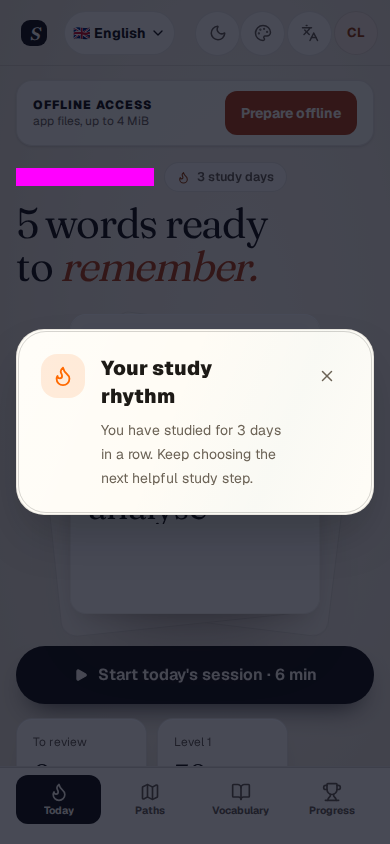 S
🇬🇧 English
CL
OFFLINE ACCESS
app files, up to 4 MiB
Prepare offline
3 study days
5 words ready
to remember.
Your study
rhythm
You have studied for 3 days
in a row. Keep choosing the
next helpful study step.
analyse
Start today's session · 6 min
To review
Level 1
Today
Paths
Vocabulary
Progress